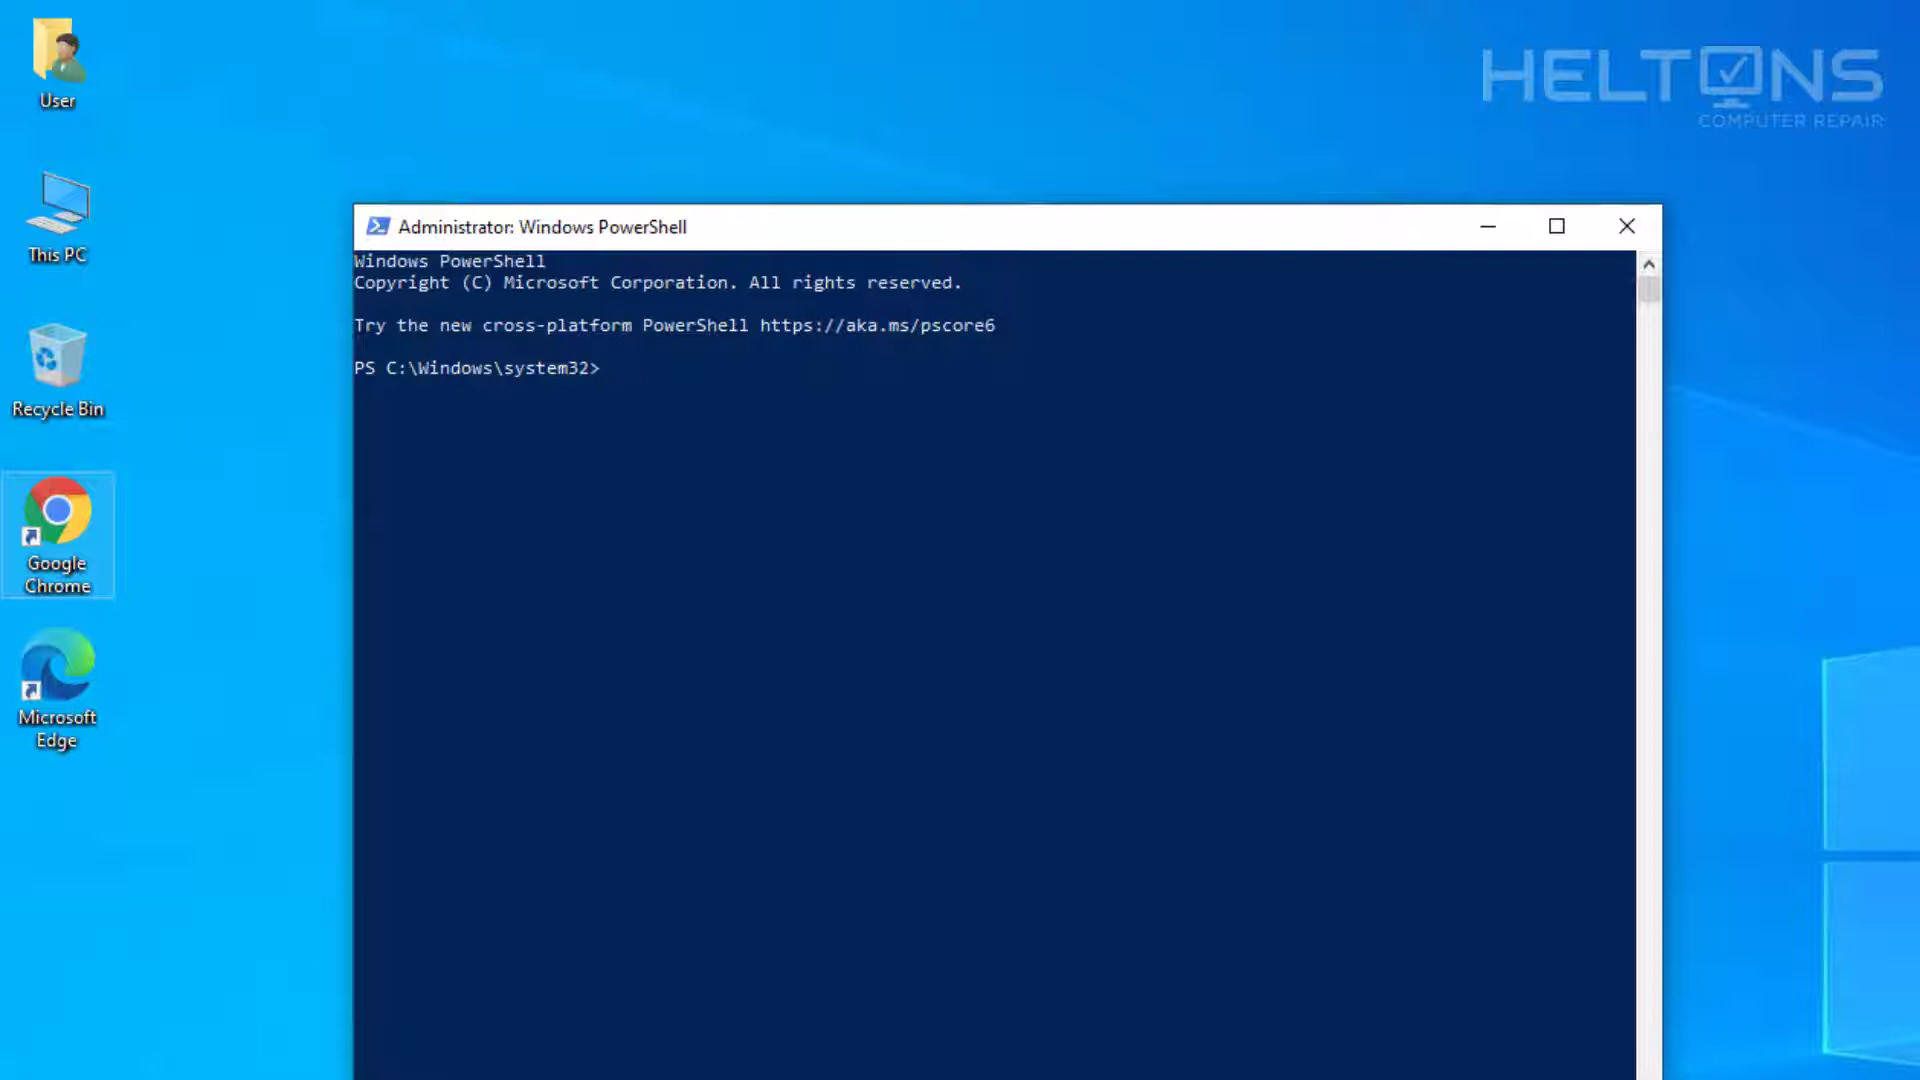 User
This PC
Recycle Bin
Google
Chrome
Microsoft
Edge
HELTONS
COMPUTER REPAIR
Administrator: Windows PowerShell
Windows PowerShell
Copyright (C) Microsoft Corporation. All rights reserved.
Try the new cross-platform PowerShell https://aka.ms/pscore6
PS C:\Windows\system32>